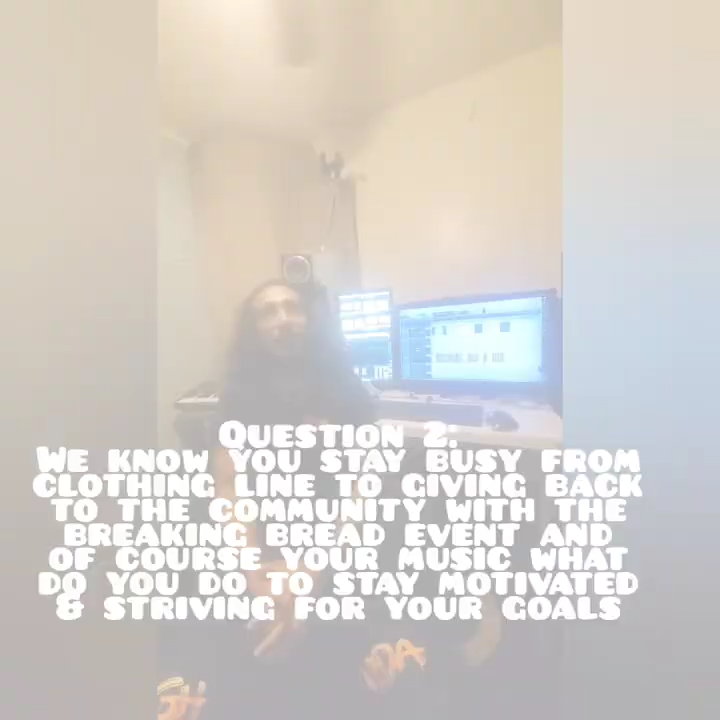 Question 2:
We know you stay busy from
clothing line to giving back
to the community with the
breaking bread event and
of course your music what
do you do to stay motivated
& striving for your goals